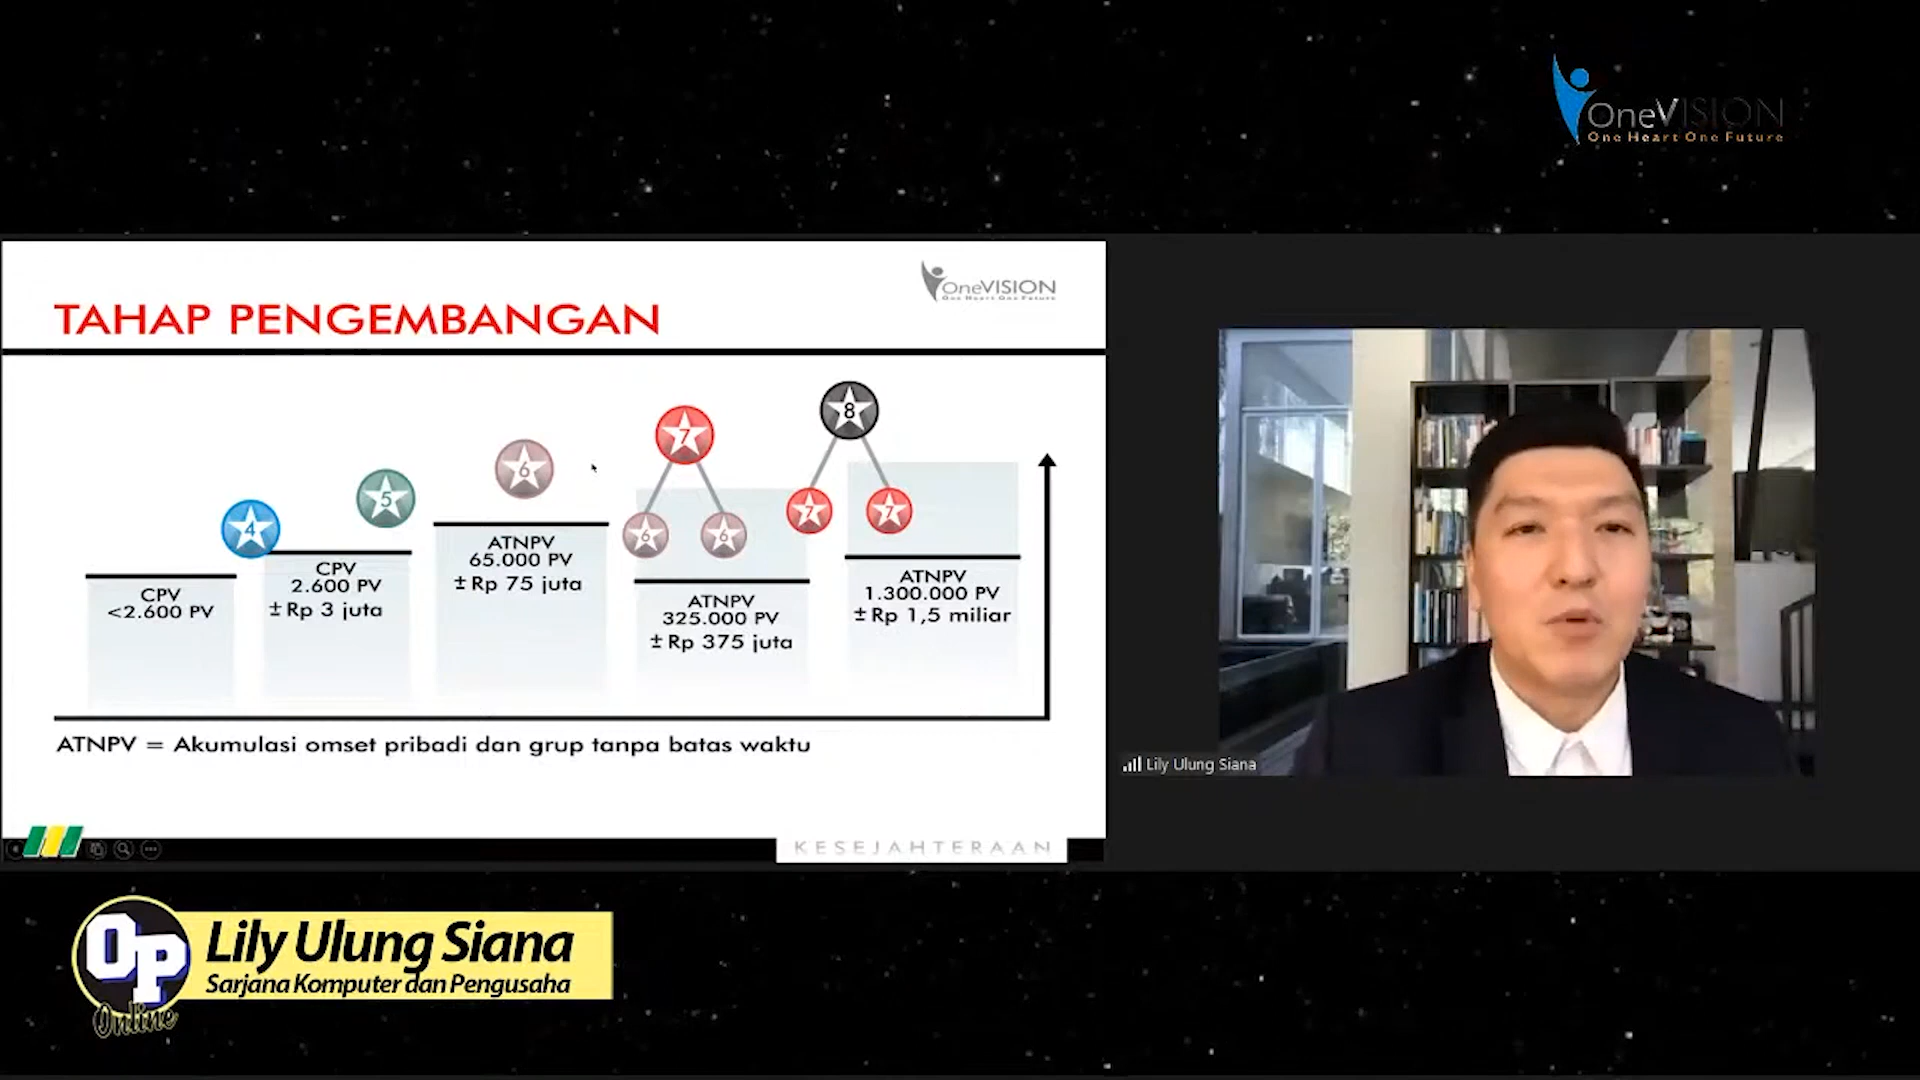 OneVISION
One Heart One Future
OneVISION
One Heart One Future
TAHAP PENGEMBANGAN
4
5
6
7
6
6
8
7
7
CPV
<2.600 PV
CPV
2.600 PV
± Rp 3 juta
ATNPV
65.000 PV
± Rp 75 juta
ATNPV
325.000 PV
± Rp 375 juta
ATNPV
1.300.000 PV
± Rp 1,5 miliar
ATNPV = Akumulasi omset pribadi dan grup tanpa batas waktu
KESEJAHTERAAN
Lily Ulung Siana
OP
Online
Lily Ulung Siana
Sarjana Komputer dan Pengusaha